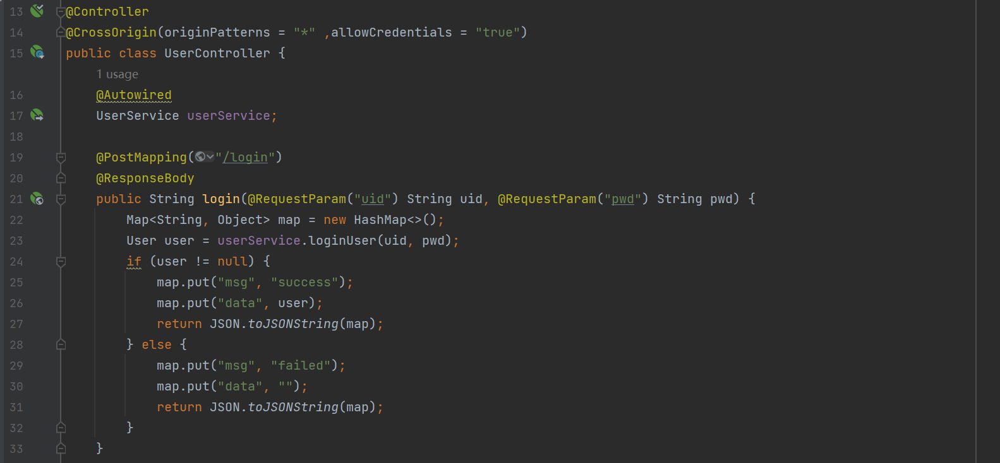 13 @Controller
14 @CrossOrigin(originPatterns = "*" ,allowCredentials = "true")
15 public class UserController {
1 usage
16 @Autowired
17 UserService userService;
18
19 @PostMapping("/login")
20 @ResponseBody
21 public String login(@RequestParam("uid") String uid, @RequestParam("pwd") String pwd) {
22 Map<String, Object> map = new HashMap<>();
23 User user = userService.loginUser(uid, pwd);
24 if (user != null) {
25 map.put("msg", "success");
26 map.put("data", user);
27 return JSON.toJSONString(map);
28 } else {
29 map.put("msg", "failed");
30 map.put("data", "");
31 return JSON.toJSONString(map);
32 }
33 }